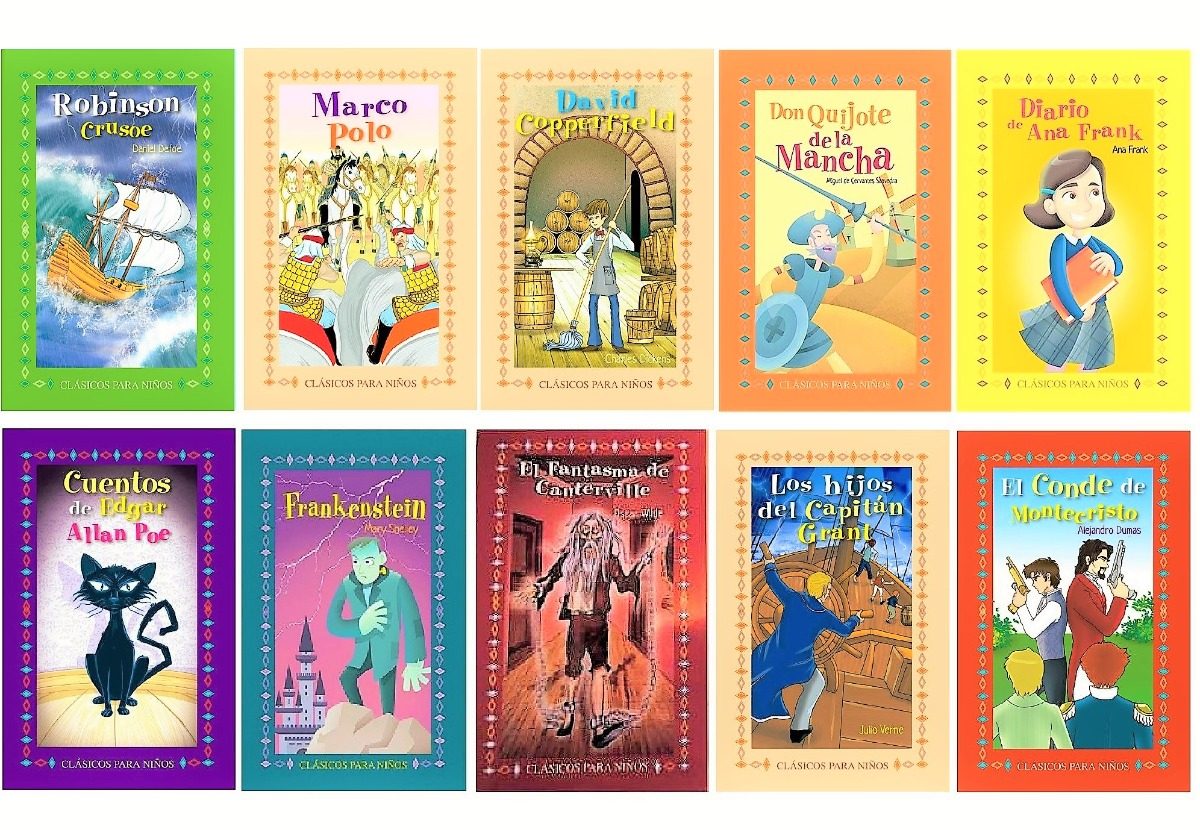 Robinson
Crusoe
Daniel Defoe
CLÁSICOS PARA NIÑOS
Marco
Polo
CLÁSICOS PARA NIÑOS
David
Copperfield
Charles Dickens
CLÁSICOS PARA NIÑOS
Don Quijote
de la
Mancha
Miguel de Cervantes Saavedra
CLÁSICOS PARA NIÑOS
Diario
de Ana Frank
Ana Frank
CLÁSICOS PARA NIÑOS
Cuentos
de Edgar
Allan Poe
CLÁSICOS PARA NIÑOS
Frankenstein
Mary Shelley
CLÁSICOS PARA NIÑOS
El Fantasma de
Canterville
Oscar Wilde
CLÁSICOS PARA NIÑOS
Los hijos
del Capitán
Grant
Julio Verne
CLÁSICOS PARA NIÑOS
El Conde de
Montecristo
Alejandro Dumas
CLÁSICOS PARA NIÑOS